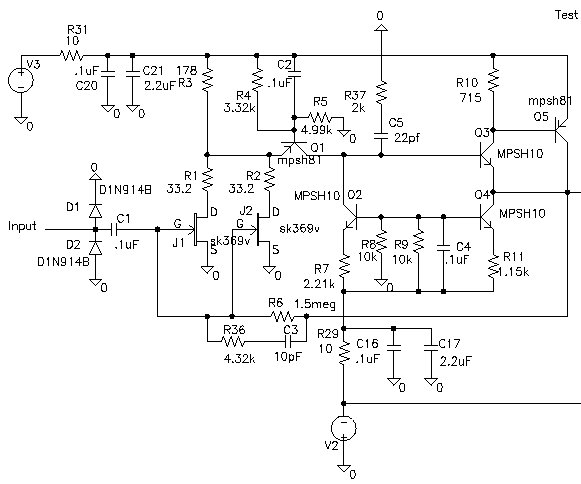 0
Test
R31
10
V3
.1uF
C20
C21
2.2uF
0
0
0
178
R3
R4
3.32k
C2
.1uF
R5
4.99k
0
Q1
mpsh81
R37
2k
C5
22pf
R10
715
mpsh81
Q5
Q3
MPSH10
0
D1N914B
D1
Input
D2
D1N914B
0
C1
.1uF
R1
33.2
R2
33.2
D
G
J1
S
sk369v
0
J2
D
G
S
sk369v
0
MPSH10
Q2
Q4
MPSH10
R7
2.21k
R8
10k
0
R9
10k
C4
.1uF
R11
1.15k
R6
1.5meg
R36
4.32k
C3
10pF
R29
10
C16
.1uF
0
C17
2.2uF
0
V2
0